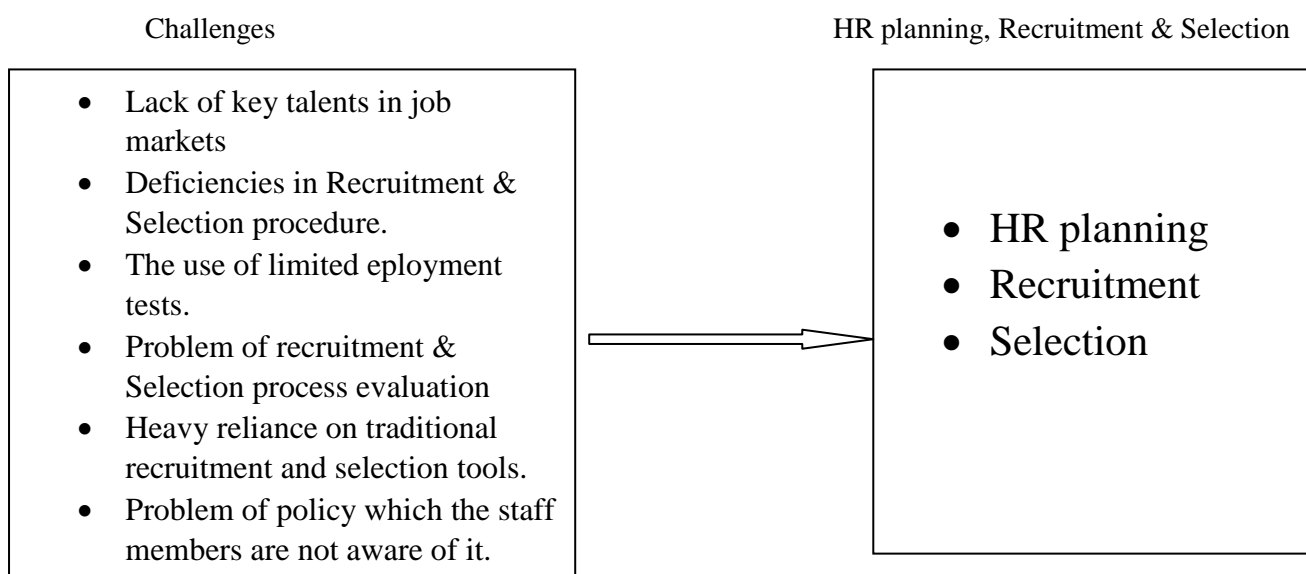 Challenges
HR planning, Recruitment & Selection
• Lack of key talents in job
markets
• Deficiencies in Recruitment &
Selection procedure.
• The use of limited eployment
tests.
• Problem of recruitment &
Selection process evaluation
• Heavy reliance on traditional
recruitment and selection tools.
• Problem of policy which the staff
members are not aware of it.
• HR planning
• Recruitment
• Selection